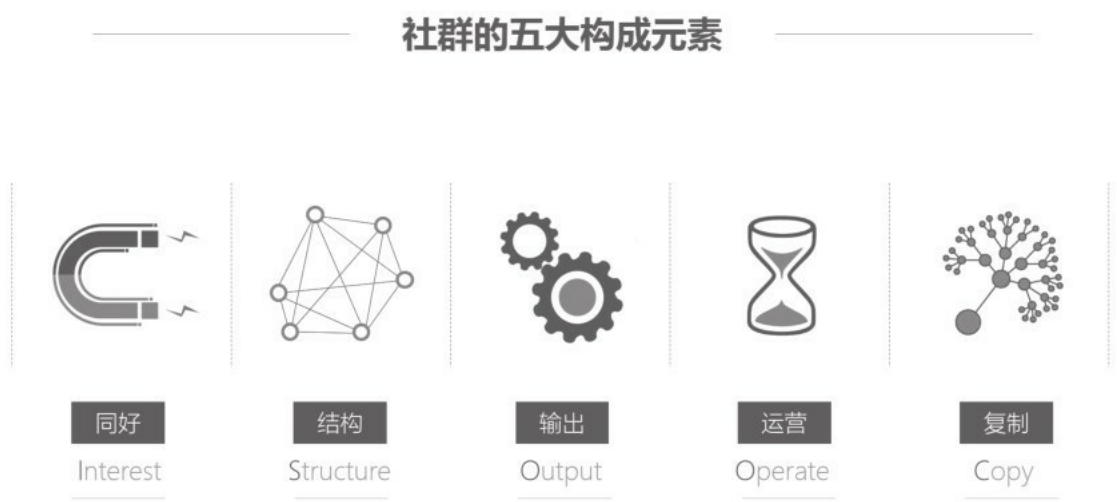 社群的五大构成元素
同好 结构 输出 运营 复制
Interest Structure Output Operate Copy